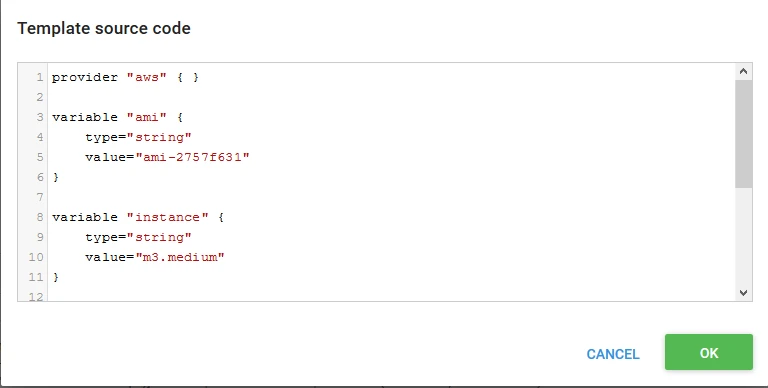 Template source code
1 provider "aws" { }
2
3 variable "ami" {
4 type="string"
5 value="ami-2757f631"
6 }
7
8 variable "instance" {
9 type="string"
10 value="m3.medium"
11 }
12
CANCEL OK